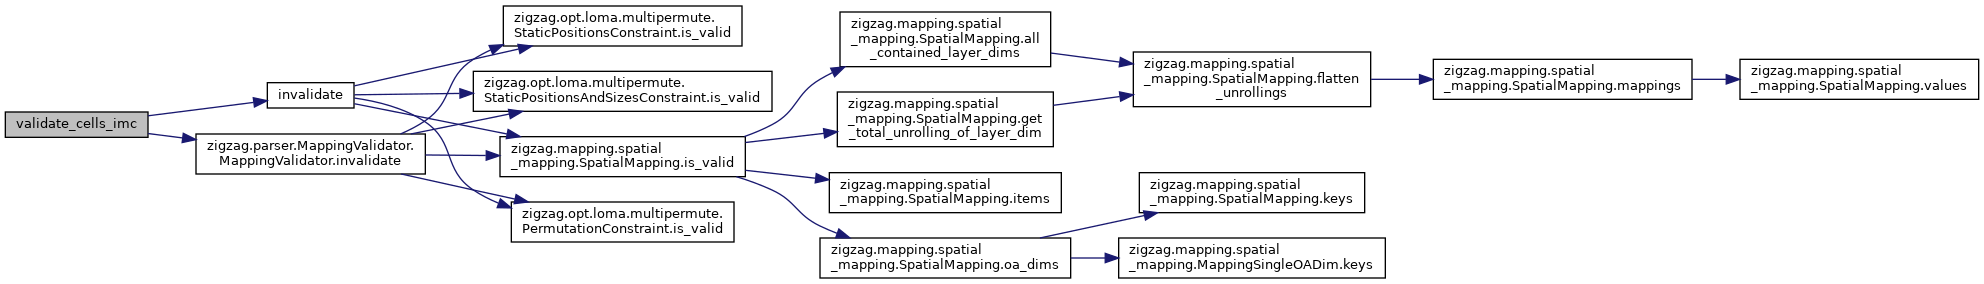 validate_cells_imc
invalidate
zigzag.parser.MappingValidator.
MappingValidator.invalidate
zigzag.opt.loma.multipermute.
StaticPositionsConstraint.is_valid
zigzag.opt.loma.multipermute.
StaticPositionsAndSizesConstraint.is_valid
zigzag.mapping.spatial
_mapping.SpatialMapping.is_valid
zigzag.opt.loma.multipermute.
PermutationConstraint.is_valid
zigzag.mapping.spatial
_mapping.SpatialMapping.all
_contained_layer_dims
zigzag.mapping.spatial
_mapping.SpatialMapping.get
_total_unrolling_of_layer_dim
zigzag.mapping.spatial
_mapping.SpatialMapping.items
zigzag.mapping.spatial
_mapping.SpatialMapping.oa_dims
zigzag.mapping.spatial
_mapping.SpatialMapping.flatten
_unrollings
zigzag.mapping.spatial
_mapping.SpatialMapping.keys
zigzag.mapping.spatial
_mapping.MappingSingleOADim.keys
zigzag.mapping.spatial
_mapping.SpatialMapping.mappings
zigzag.mapping.spatial
_mapping.SpatialMapping.values